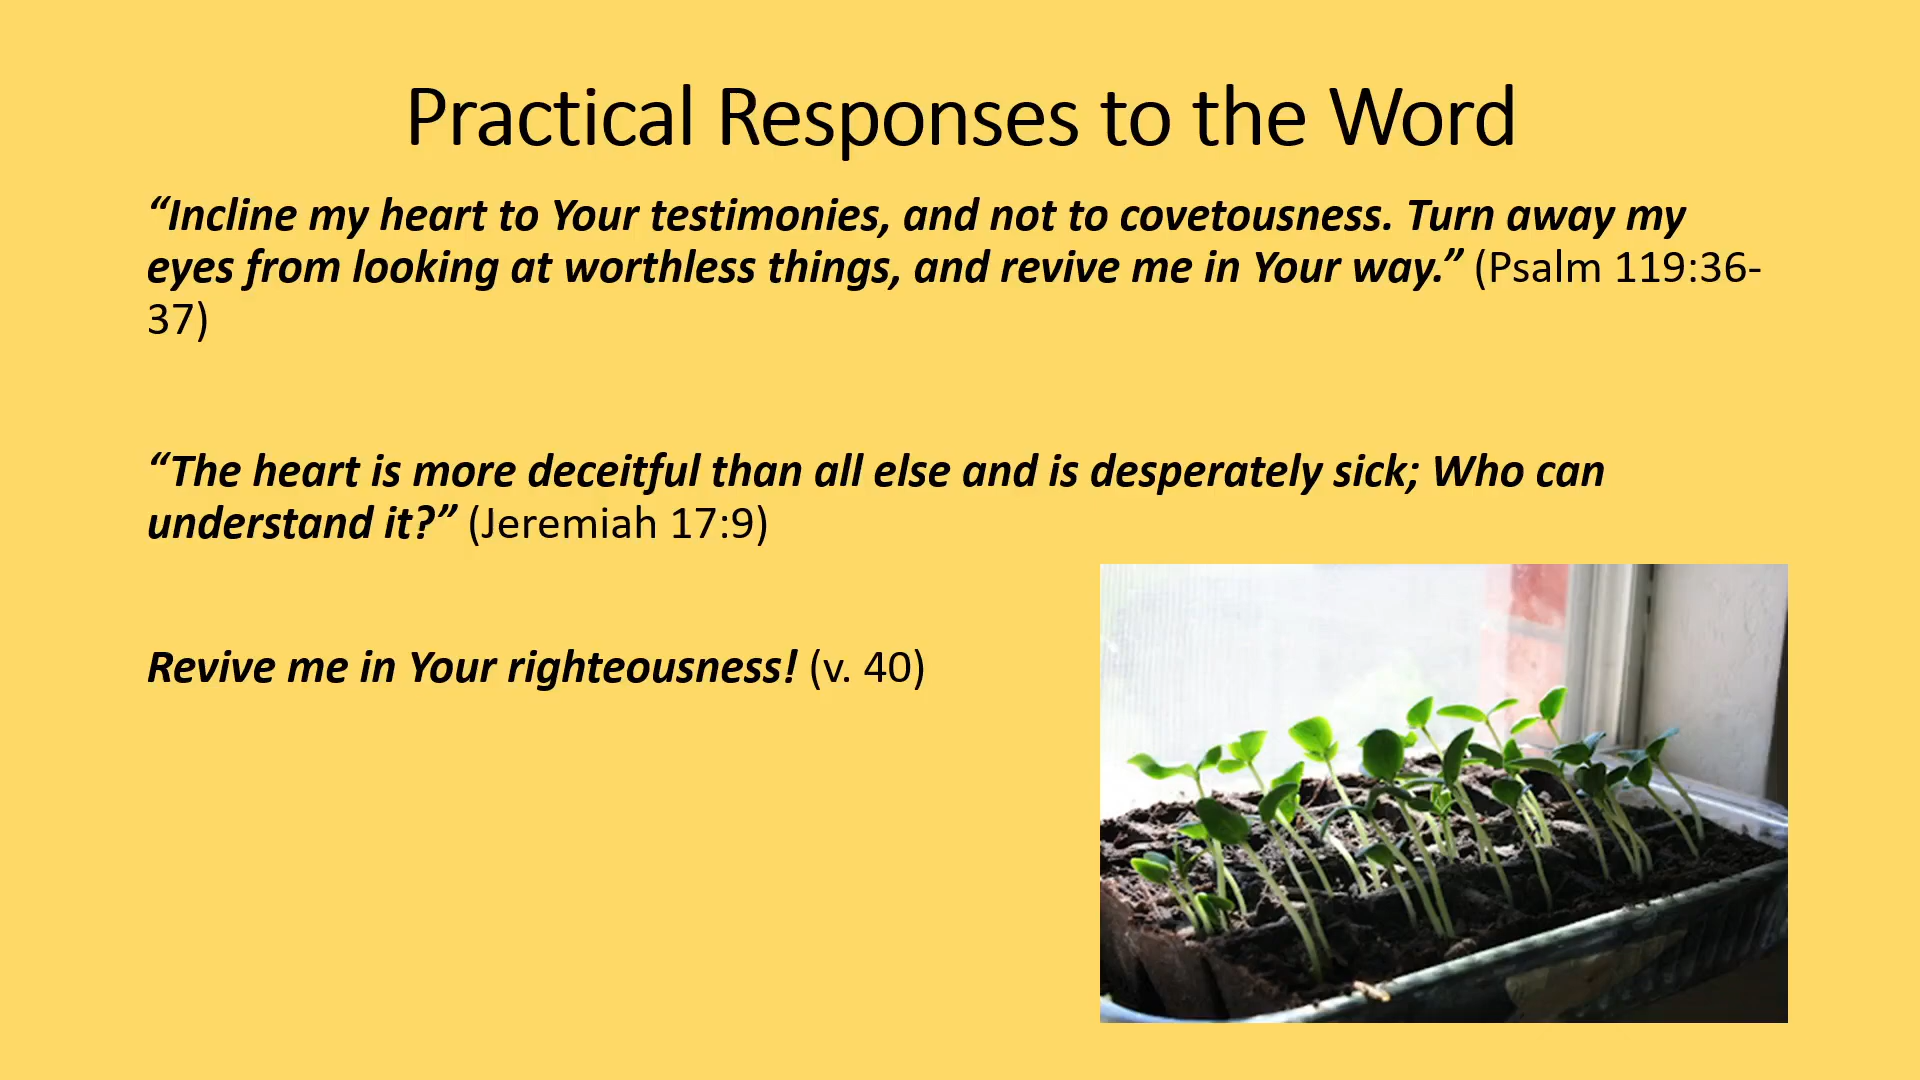 Practical Responses to the Word
“Incline my heart to Your testimonies, and not to covetousness. Turn away my
eyes from looking at worthless things, and revive me in Your way.” (Psalm 119:36-
37)
“The heart is more deceitful than all else and is desperately sick; Who can
understand it?” (Jeremiah 17:9)
Revive me in Your righteousness! (v. 40)